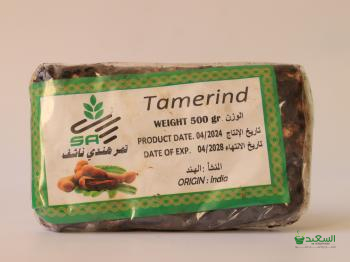 Tamerind
WEIGHT 500 gr الوزن
PRODUCT DATE. 04/2024 تاريخ الإنتاج
DATE OF EXP. 04/2028 تاريخ الانتهاء
المنشأ : الهند
ORIGIN : India
SA
تمر هندي ناشف
السعيد